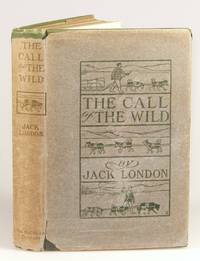 THE
CALL
OF THE
WILD
JACK
LONDON
THE CALL
OF THE WILD
BY
JACK LONDON